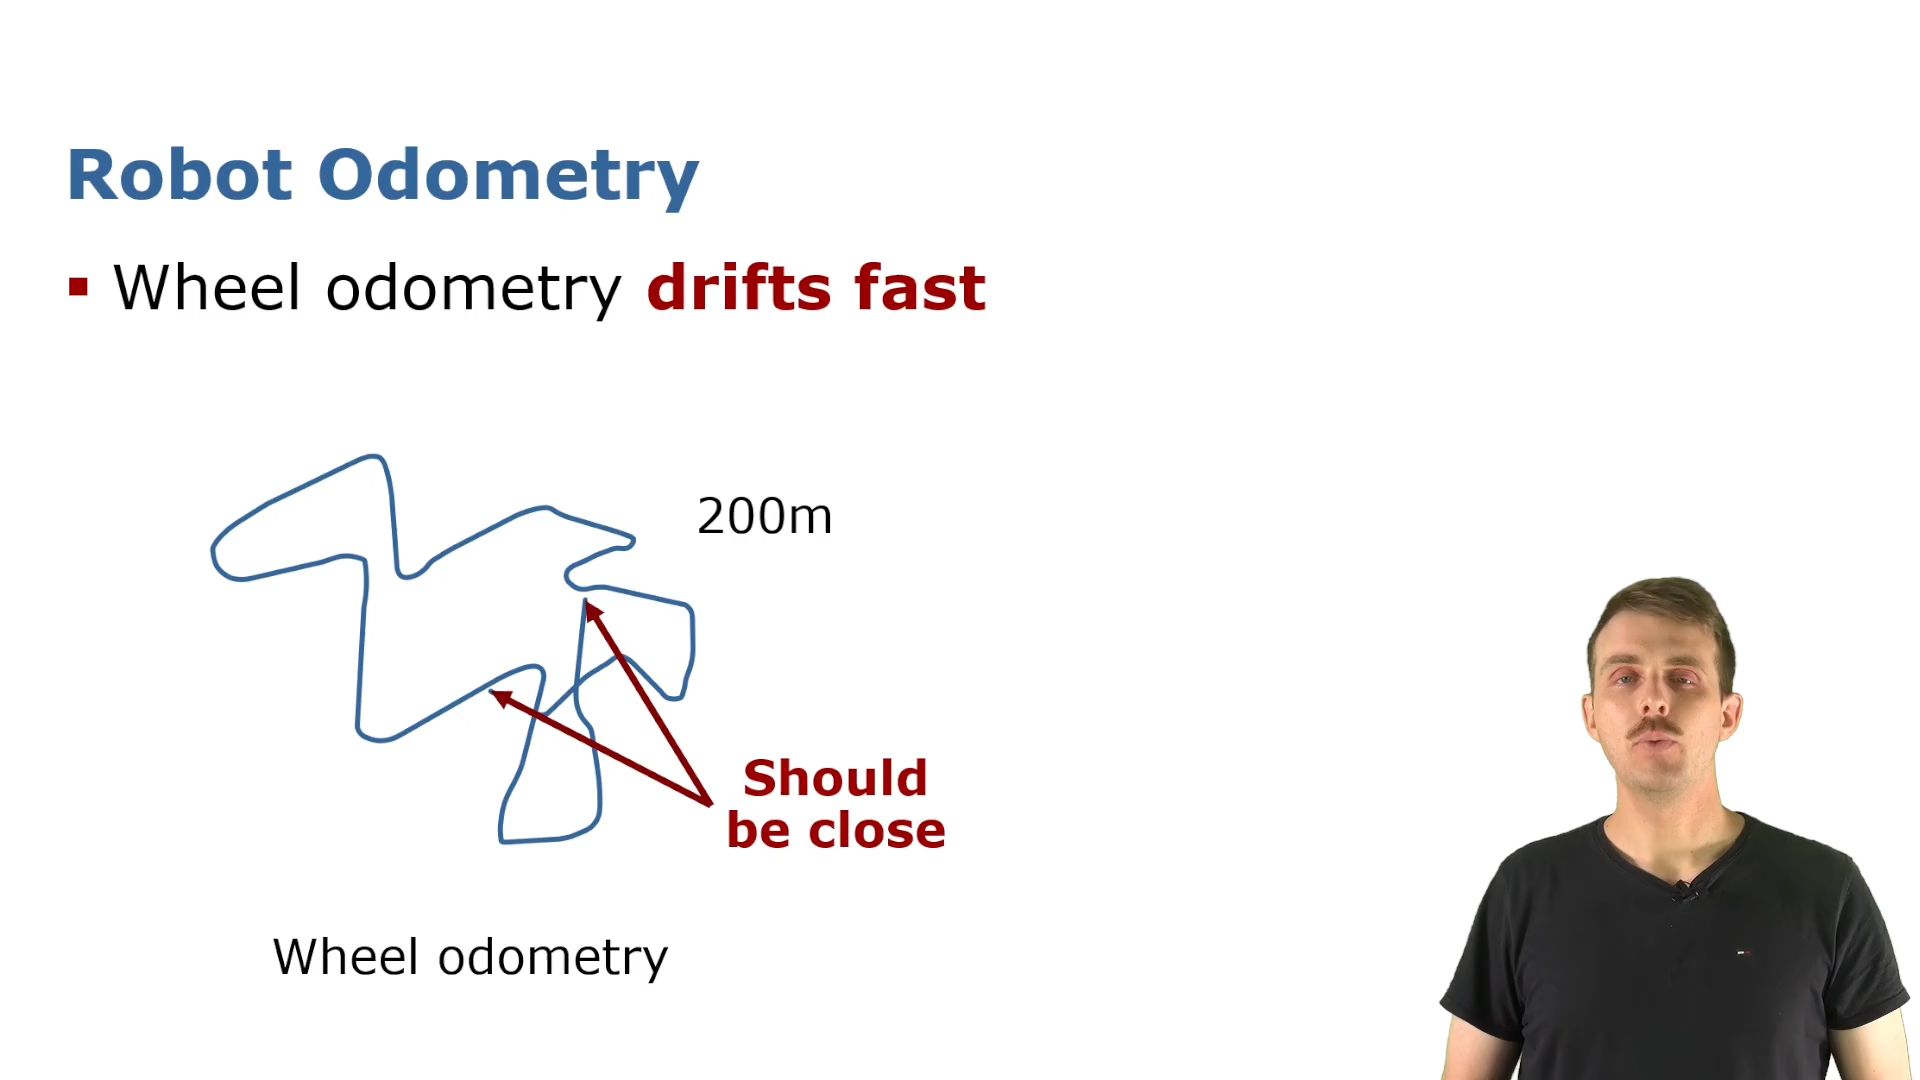 Robot Odometry
Wheel odometry drifts fast
200m
Should
be close
Wheel odometry